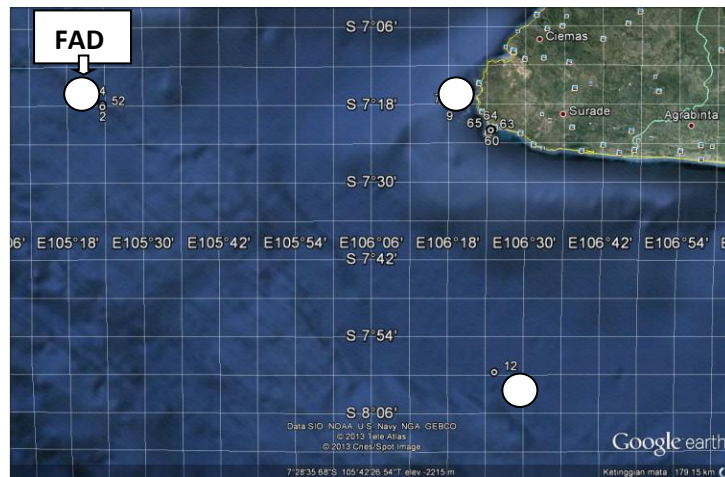 FAD
S 7°06'
Ciemas
4
52
2
S 7°18'
9
65
64
63
60
Surade
Agrabinta
S 7°30'
06' E105°18' E105°30' E105°42' E105°54' E106°06' E106°18' E106°30' E106°42' E106°54'
S 7°42'
S 7°54'
12
S 8°06'
Data SIO, NOAA, U.S. Navy, NGA, GEBCO
© 2013 Tele Atlas
© 2013 Cnes/Spot Image
Google earth
7°28'35.68"S 105°42'26.54"T elev -2215 m
Ketinggian mata 179.15 km